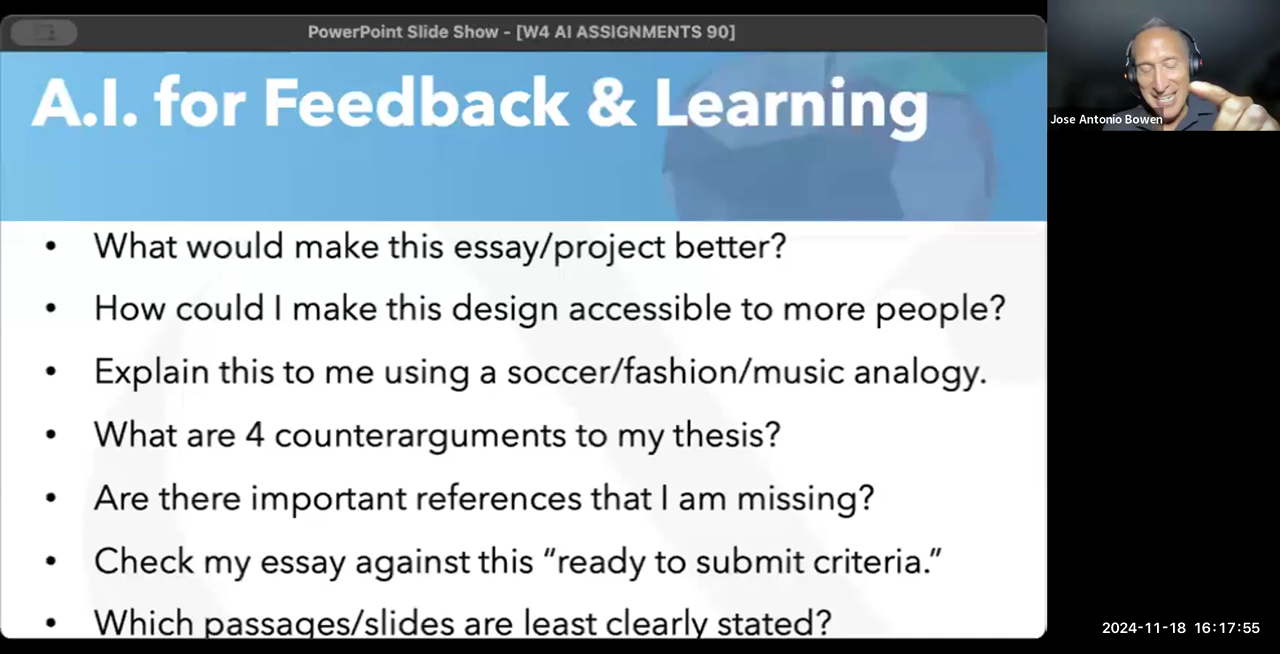 PowerPoint Slide Show - [W4 AI ASSIGNMENTS 90]
A.I. for Feedback & Learning
• What would make this essay/project better?
• How could I make this design accessible to more people?
• Explain this to me using a soccer/fashion/music analogy.
• What are 4 counterarguments to my thesis?
• Are there important references that I am missing?
• Check my essay against this “ready to submit criteria.”
• Which passages/slides are least clearly stated?
Jose Antonio Bowen
2024-11-18 16:17:55